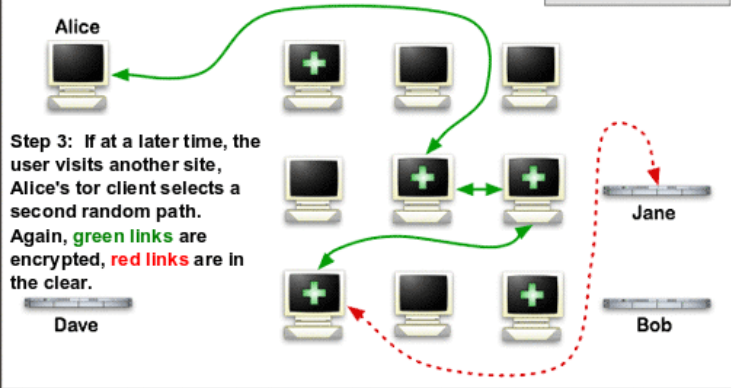 Alice
Step 3:  If at a later time, the
user visits another site,
Alice's tor client selects a
second random path.
Again, green links are
encrypted, red links are in
the clear.
Jane
Dave
Bob